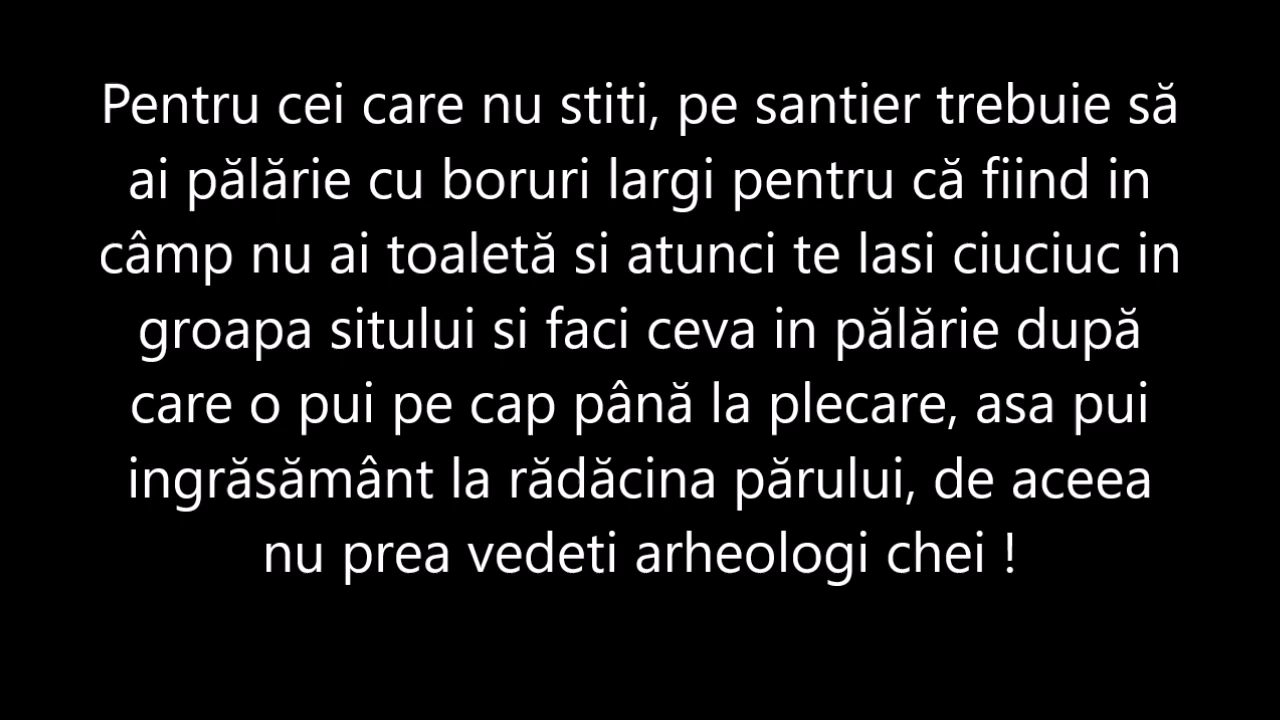 Pentru cei care nu stiti, pe santier trebuie să
ai pălărie cu boruri largi pentru că fiind in
câmp nu ai toaletă si atunci te lasi ciuciuc in
groapa sitului si faci ceva in pălărie după
care o pui pe cap până la plecare, asa pui
ingrăsământ la rădăcina părului, de aceea
nu prea vedeti arheologi chei !